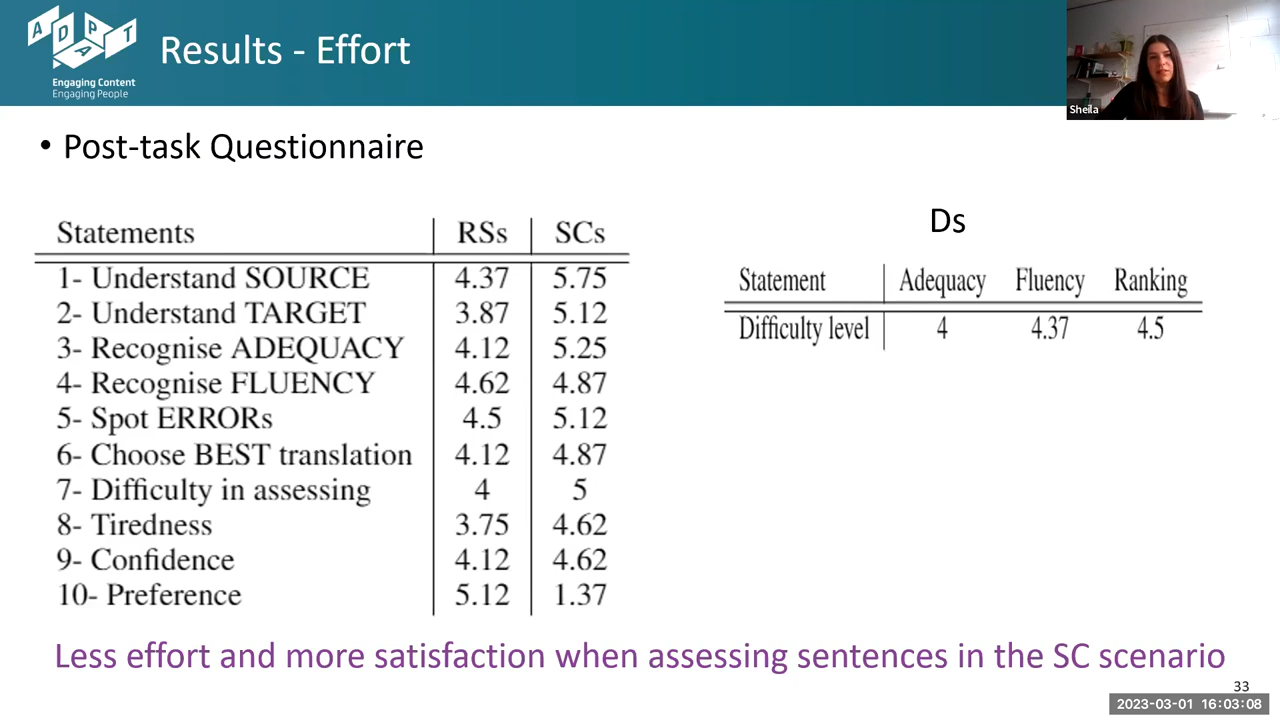 ADAPT
Engaging Content
Engaging People
Results - Effort
Sheila
• Post-task Questionnaire
Statements RSs SCs
1- Understand SOURCE 4.37 5.75
2- Understand TARGET 3.87 5.12
3- Recognise ADEQUACY 4.12 5.25
4- Recognise FLUENCY 4.62 4.87
5- Spot ERRORs 4.5 5.12
6- Choose BEST translation 4.12 4.87
7- Difficulty in assessing 4 5
8- Tiredness 3.75 4.62
9- Confidence 4.12 4.62
10- Preference 5.12 1.37
Ds
Statement Adequacy Fluency Ranking
Difficulty level 4 4.37 4.5
Less effort and more satisfaction when assessing sentences in the SC scenario
33
2023-03-01 16:03:08